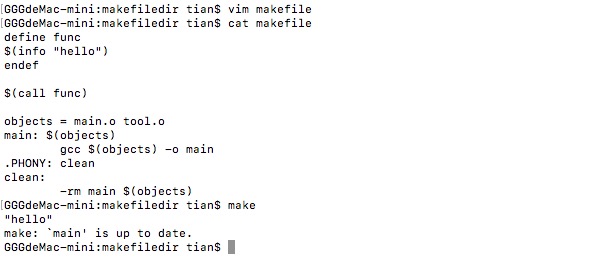 [GGGdeMac-mini:makefiledir tian$ vim makefile
[GGGdeMac-mini:makefiledir tian$ cat makefile
define func
$(info "hello")
endef

$(call func)

objects = main.o tool.o
main: $(objects)
        gcc $(objects) -o main
.PHONY: clean
clean:
        -rm main $(objects)
[GGGdeMac-mini:makefiledir tian$ make
"hello"
make: `main' is up to date.
GGGdeMac-mini:makefiledir tian$